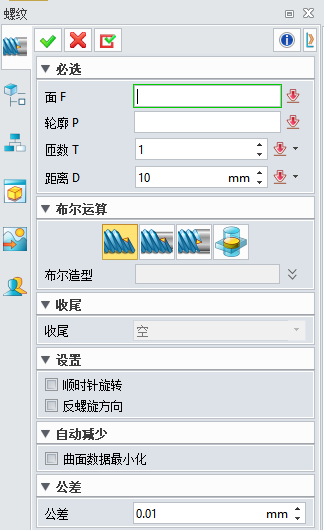 螺纹
必选
面 F
轮廓 P
匝数 T 1
距离 D 10 mm
布尔运算
布尔造型
收尾
收尾 空
设置
顺时针旋转
反螺旋方向
自动减少
曲面数据最小化
公差
公差 0.01 mm